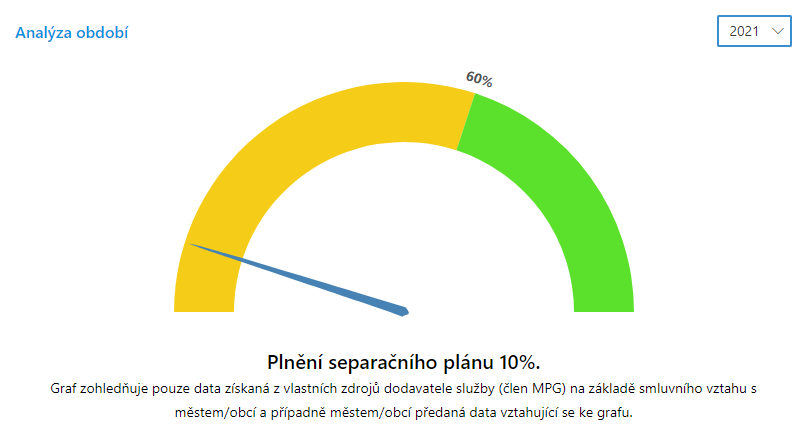 Analýza období
2021
60%
Plnění separačního plánu 10%.
Graf zohledňuje pouze data získaná z vlastních zdrojů dodavatele služby (člen MPG) na základě smluvního vztahu s
městem/obcí a případně městem/obcí předaná data vztahující se ke grafu.